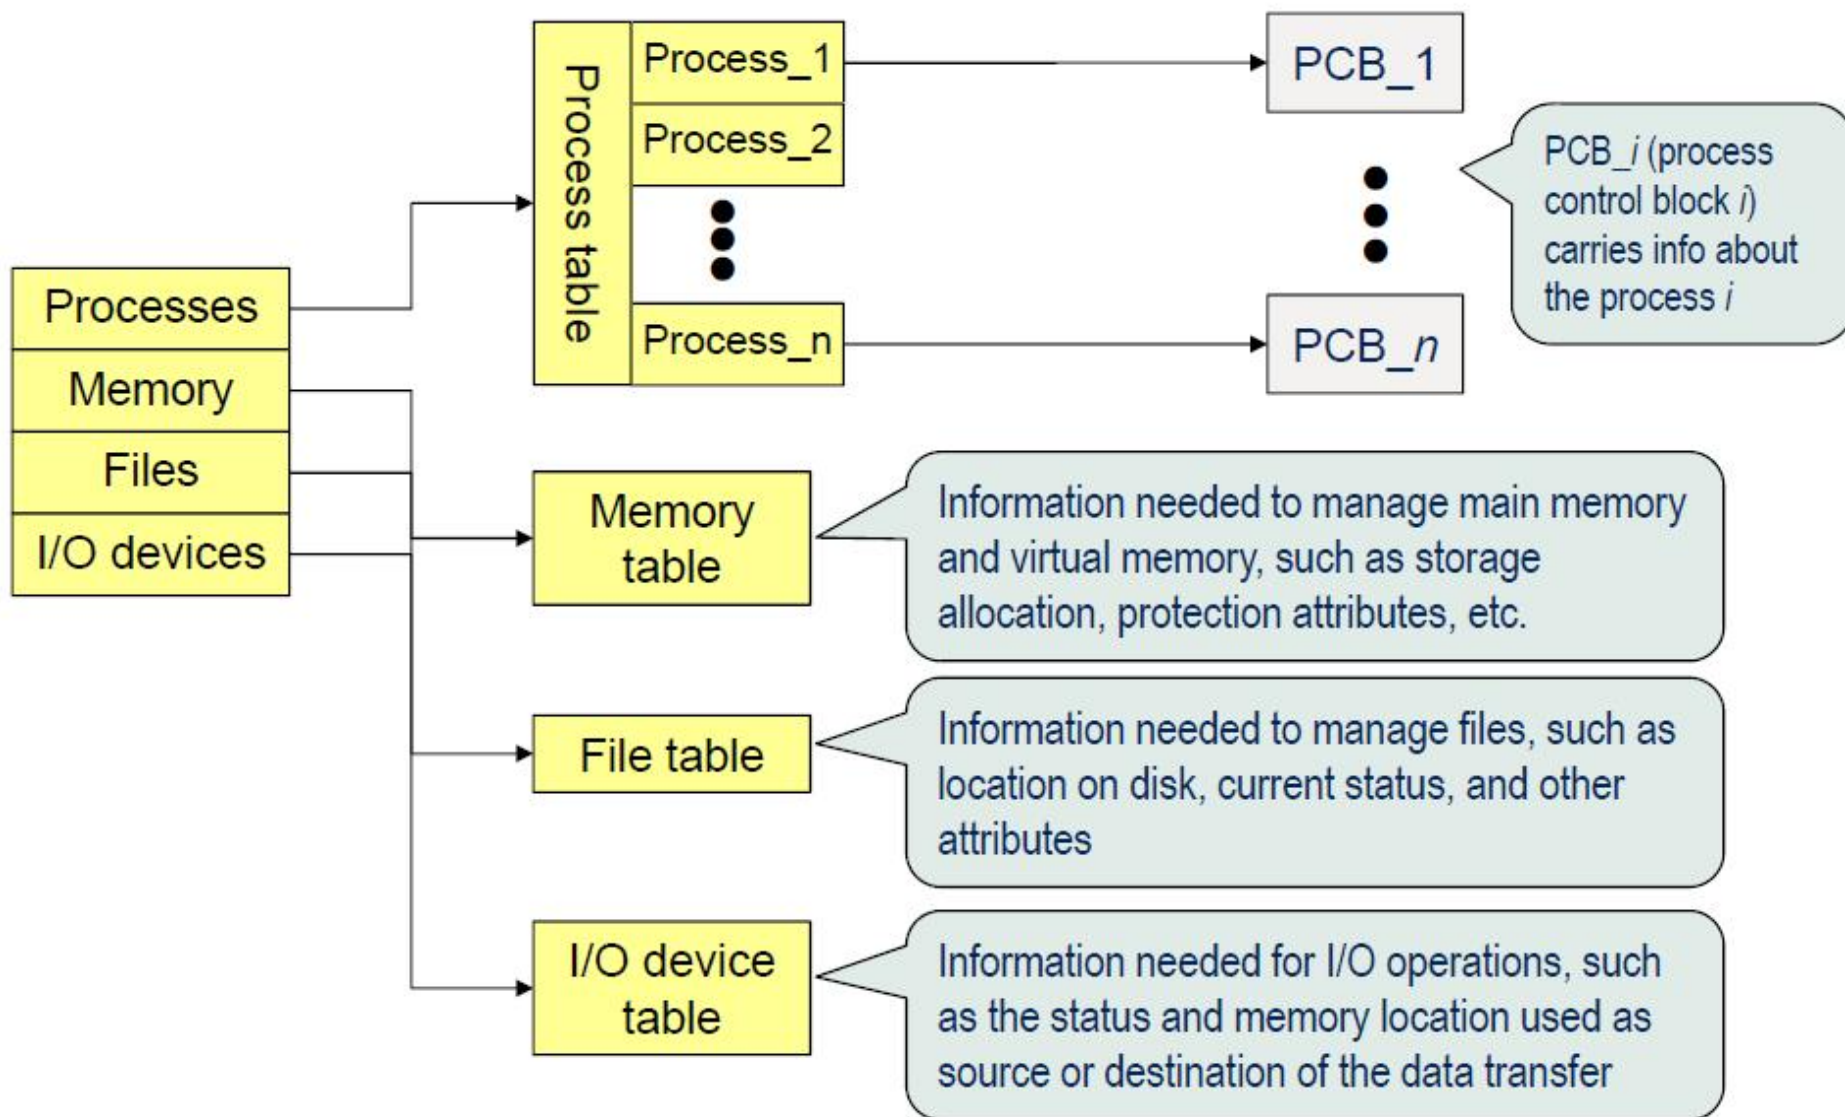 Process table
Process_1
Process_2
Process_n
PCB_1
PCB_n
PCB_i (process
control block i)
carries info about
the process i
Processes
Memory
Files
I/O devices
Memory
table
Information needed to manage main memory
and virtual memory, such as storage
allocation, protection attributes, etc.
File table
Information needed to manage files, such as
location on disk, current status, and other
attributes
I/O device
table
Information needed for I/O operations, such
as the status and memory location used as
source or destination of the data transfer